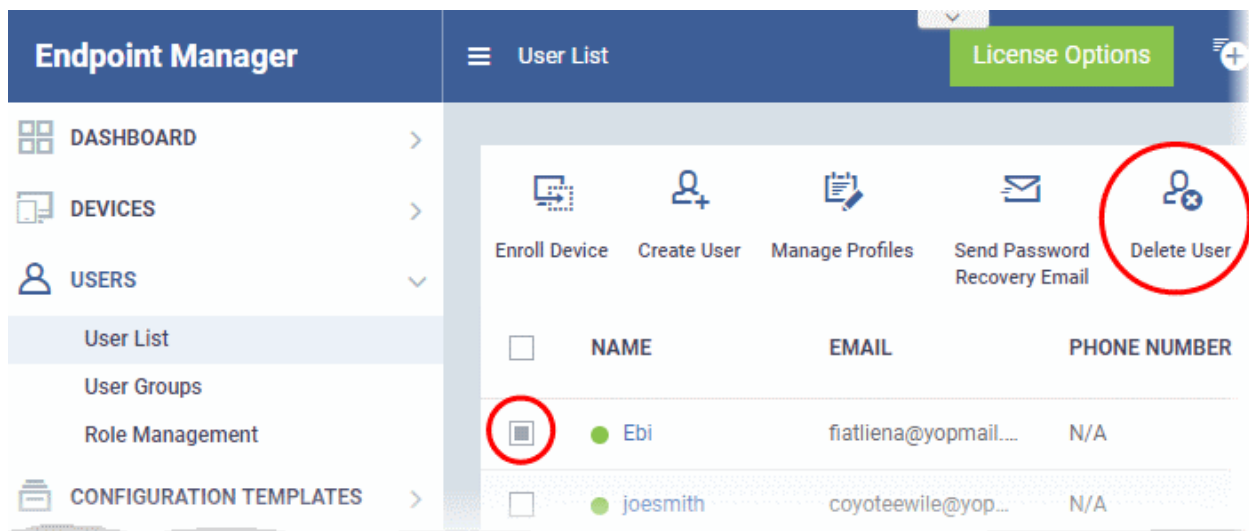 Endpoint Manager
User List
License Options
DASHBOARD
DEVICES
USERS
User List
User Groups
Role Management
CONFIGURATION TEMPLATES
Enroll Device
Create User
Manage Profiles
Send Password
Recovery Email
Delete User
NAME EMAIL PHONE NUMBER
Ebi fiatliena@yopmail.... N/A
joesmith coyoteewile@yop... N/A